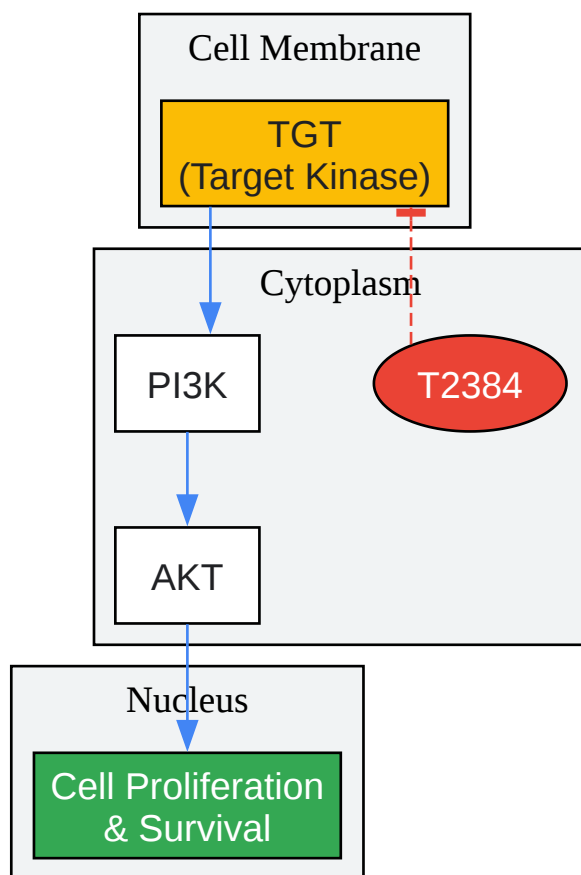 Cell Membrane
TGT
(Target Kinase)
Cytoplasm
PI3K
T2384
AKT
Nucleus
Cell Proliferation
& Survival